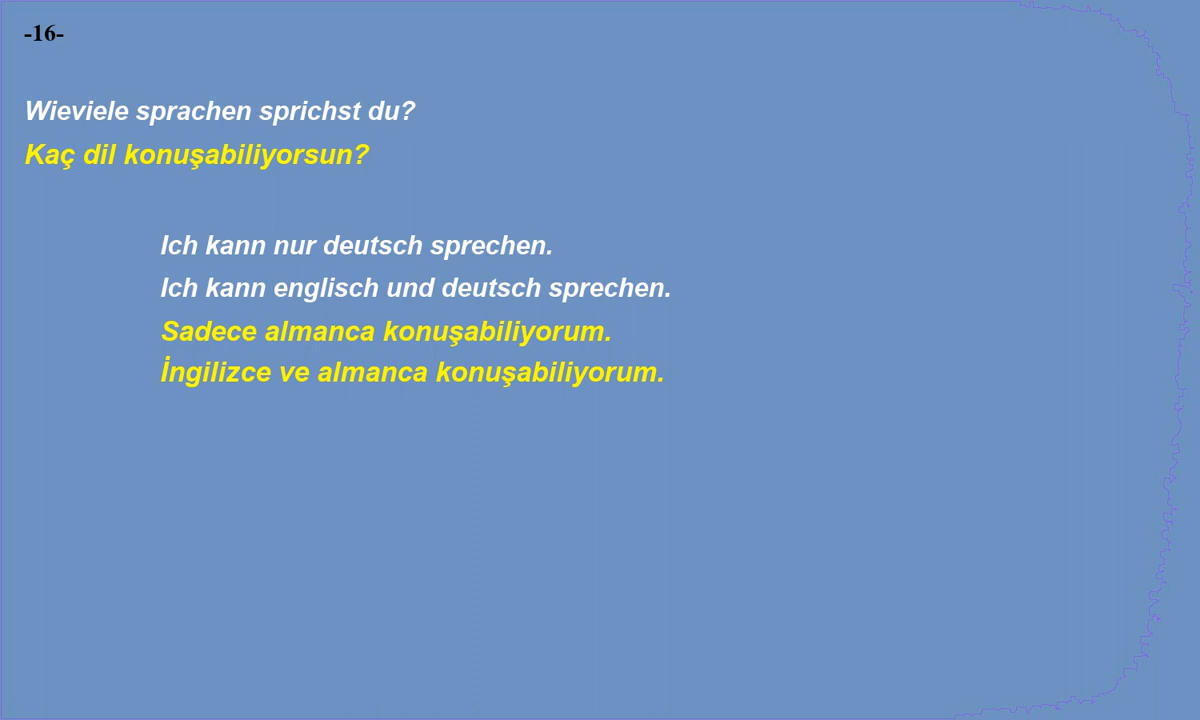 -16-
Wieviele sprachen sprichst du?
Kaç dil konuşabiliyorsun?
Ich kann nur deutsch sprechen.
Ich kann englisch und deutsch sprechen.
Sadece almanca konuşabiliyorum.
İngilizce ve almanca konuşabiliyorum.